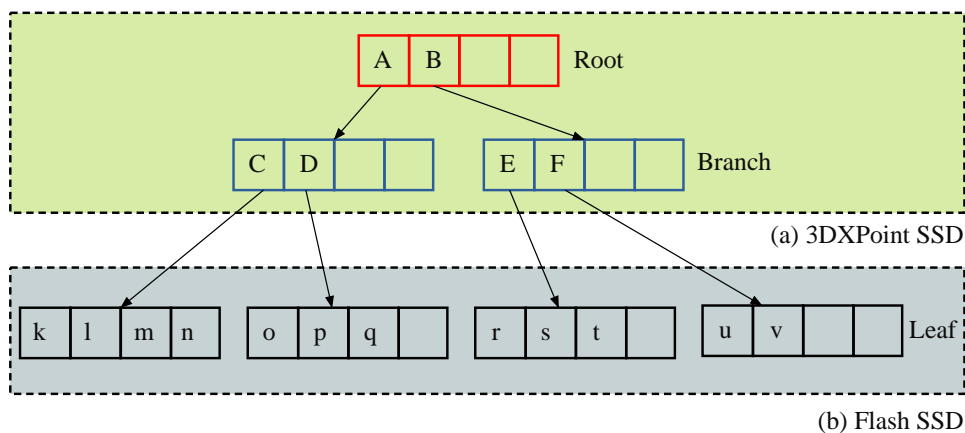 A B Root
C D E F Branch
(a) 3DXPoint SSD
k l m n o p q r s t u v Leaf
(b) Flash SSD